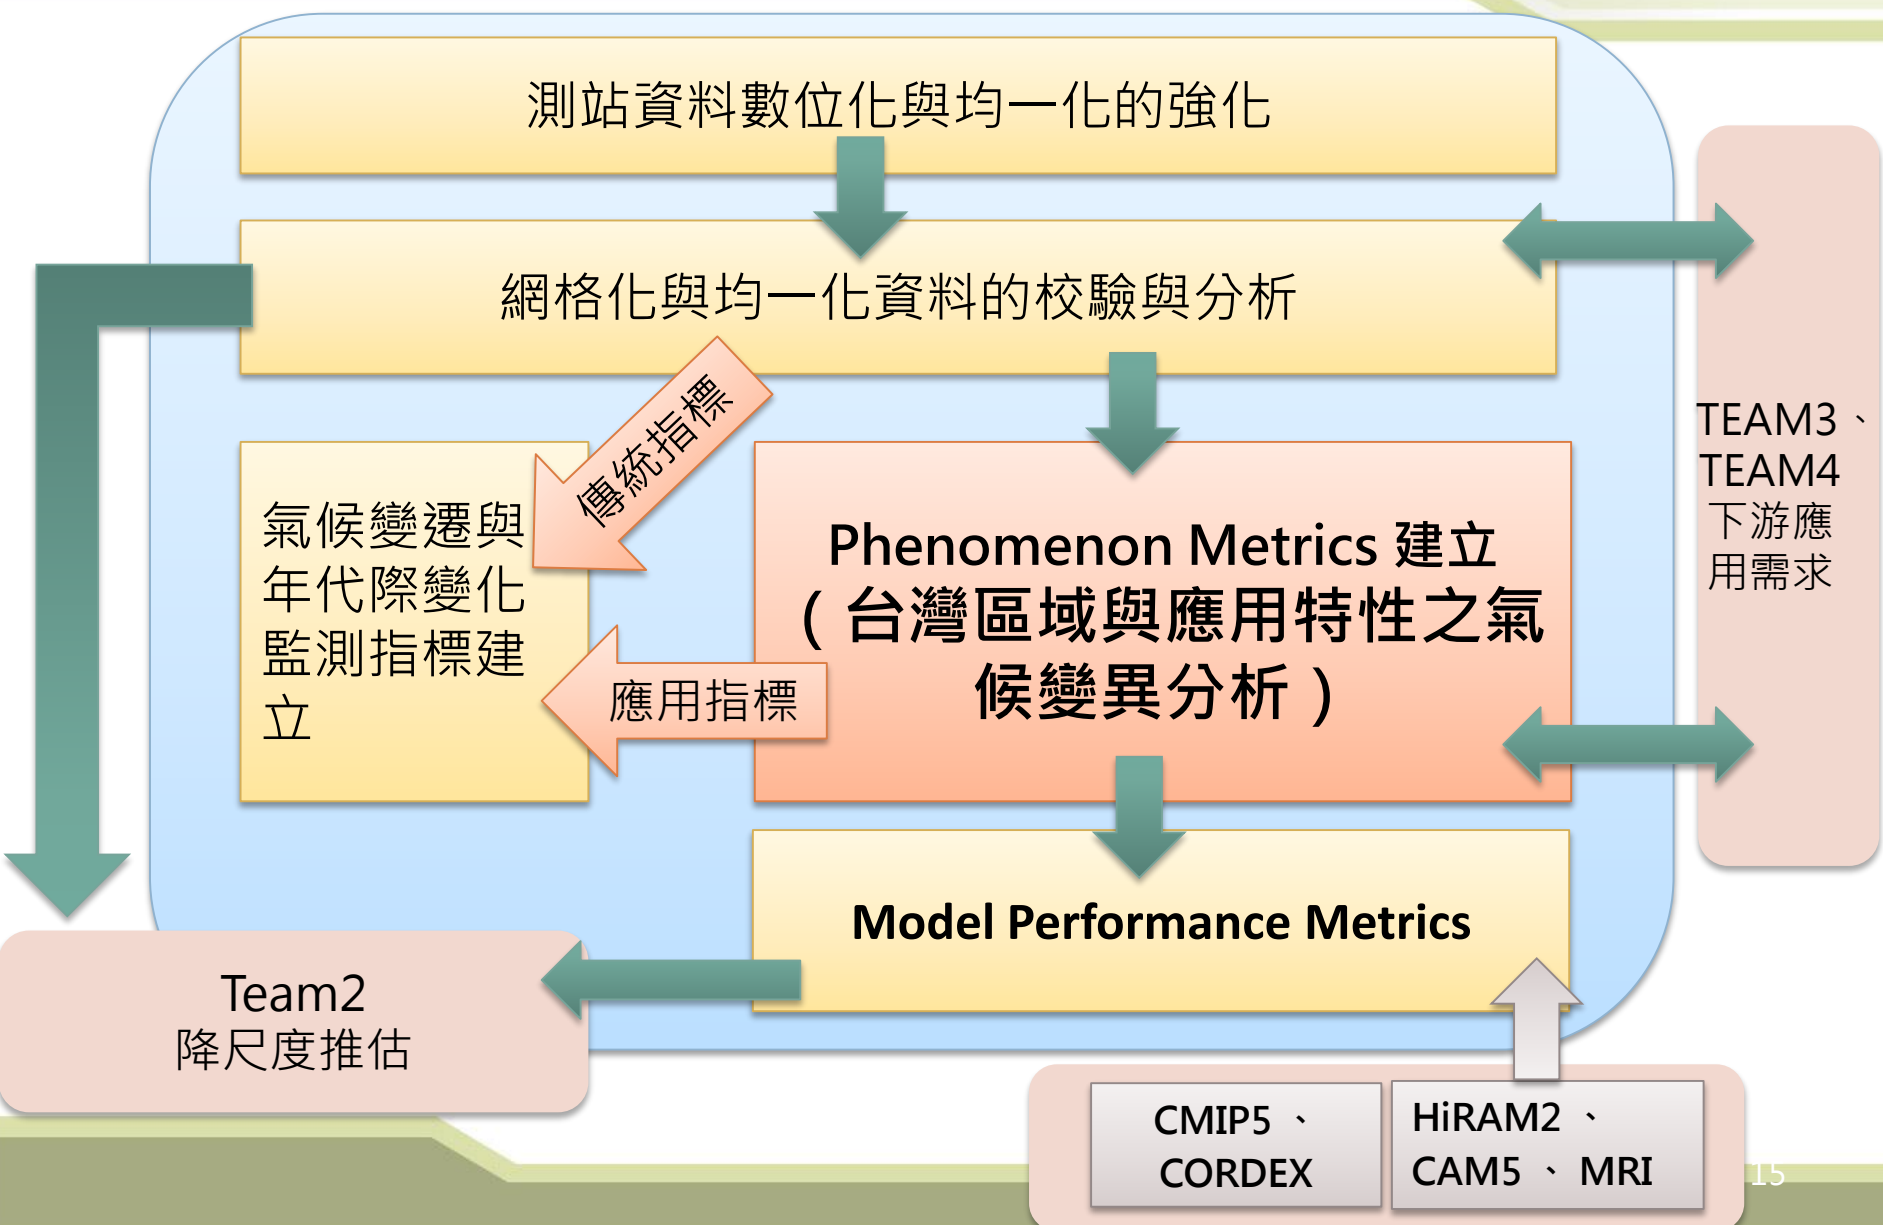 測站資料數位化與均一化的強化
網格化與均一化資料的校驗與分析
傳統指標
氣候變遷與
年代際變化
監測指標建
立
應用指標
Phenomenon Metrics 建立
（台灣區域與應用特性之氣
候變異分析）
TEAM3、
TEAM4
下游應
用需求
Model Performance Metrics
Team2
降尺度推估
CMIP5、
CORDEX
HiRAM2、
CAM5、MRI
15